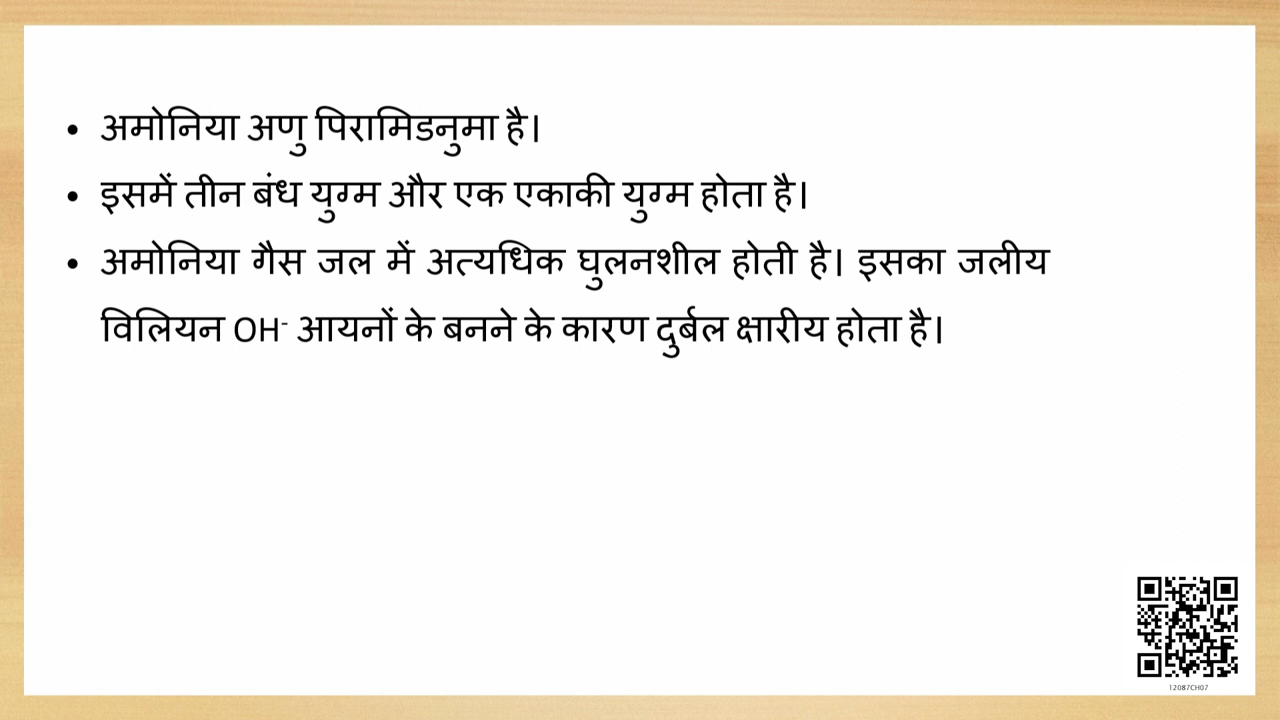 • अमोनिया अणु पिरामिडनुमा है।
• इसमें तीन बंध युग्म और एक एकाकी युग्म होता है।
• अमोनिया गैस जल में अत्यधिक घुलनशील होती है। इसका जलीय
विलियन OH⁻ आयनों के बनने के कारण दुर्बल क्षारीय होता है।
12087CH07